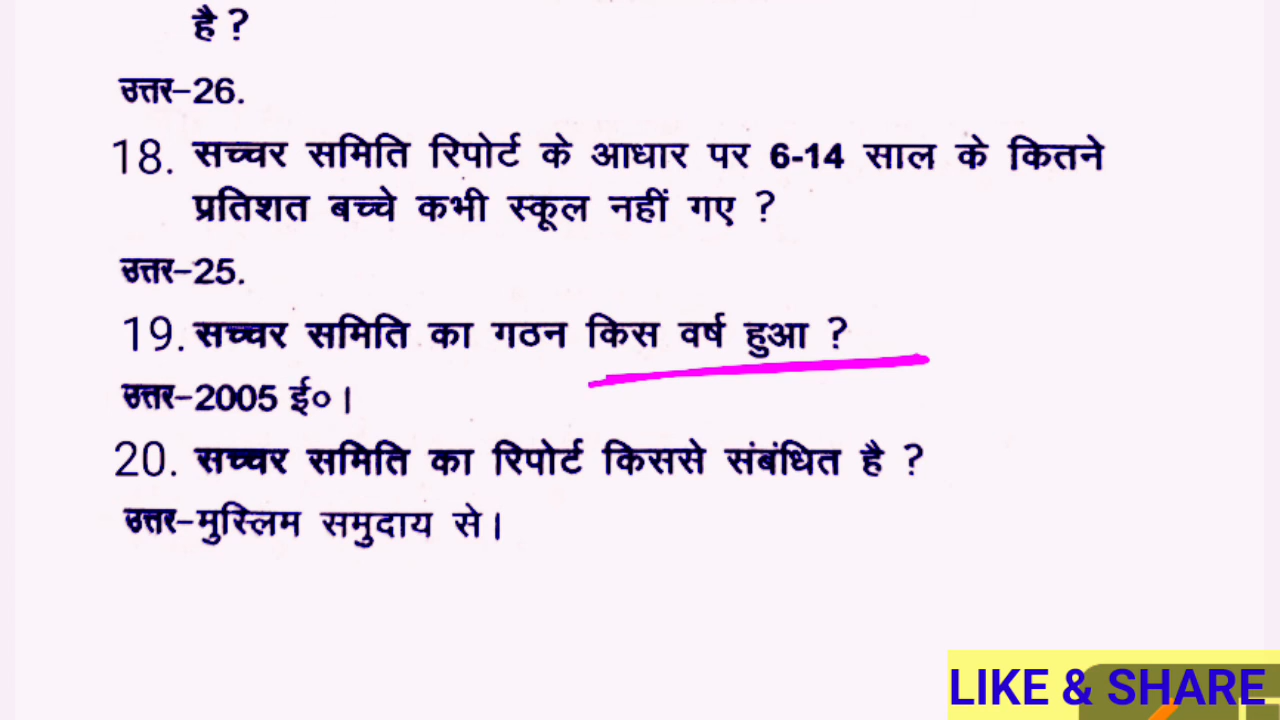 है ?
उत्तर–26.
18. सच्चर समिति रिपोर्ट के आधार पर 6-14 साल के कितने
प्रतिशत बच्चे कभी स्कूल नहीं गए ?
उत्तर–25.
19. सच्चर समिति का गठन किस वर्ष हुआ ?
उत्तर–2005 ई० ।
20. सच्चर समिति का रिपोर्ट किससे संबंधित है ?
उत्तर–मुस्लिम समुदाय से।
LIKE & SHARE